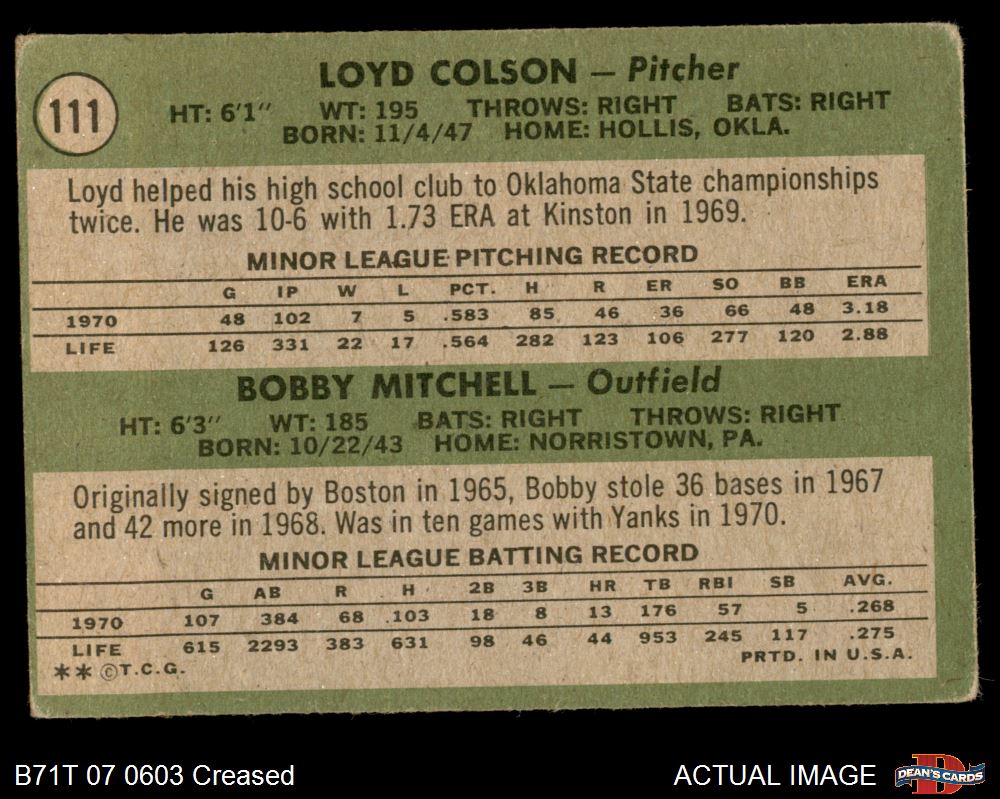 111
LOYD COLSON — Pitcher
HT: 6'1" WT: 195 THROWS: RIGHT BATS: RIGHT
BORN: 11/4/47 HOME: HOLLIS, OKLA.
Loyd helped his high school club to Oklahoma State championships
twice. He was 10-6 with 1.73 ERA at Kinston in 1969.
MINOR LEAGUE PITCHING RECORD
G IP W L PCT. H R ER SO BB ERA
1970 48 102 7 5 .583 85 46 36 66 48 3.18
LIFE 126 331 22 17 .564 282 123 106 277 120 2.88
BOBBY MITCHELL — Outfield
HT: 6'3" WT: 185 BATS: RIGHT THROWS: RIGHT
BORN: 10/22/43 HOME: NORRISTOWN, PA.
Originally signed by Boston in 1965, Bobby stole 36 bases in 1967
and 42 more in 1968. Was in ten games with Yanks in 1970.
MINOR LEAGUE BATTING RECORD
G AB R H 2B 3B HR TB RBI SB AVG.
1970 107 384 68 103 18 8 13 176 57 5 .268
LIFE 615 2293 383 631 98 46 44 953 245 117 .275
** ©T.C.G. PRTD. IN U.S.A.
B71T 07 0603 Creased ACTUAL IMAGE DEAN'S CARDS